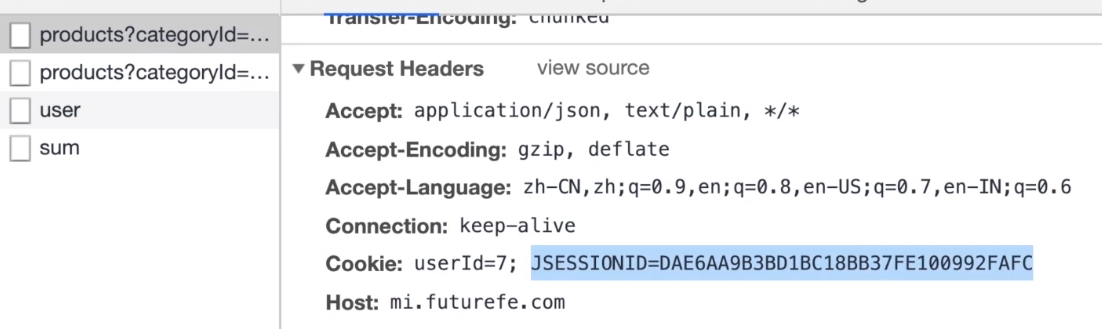 Transfer-Encoding: chunked
products?categoryId=...
products?categoryId=...
user
sum
Request Headers view source
Accept: application/json, text/plain, */*
Accept-Encoding: gzip, deflate
Accept-Language: zh-CN,zh;q=0.9,en;q=0.8,en-US;q=0.7,en-IN;q=0.6
Connection: keep-alive
Cookie: userId=7; JSESSIONID=DAE6AA9B3BD1BC18BB37FE100992FAFC
Host: mi.futurefe.com